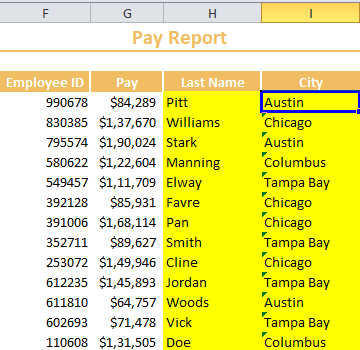 F G H I
Pay Report
Employee ID Pay Last Name City
990678 $84,289 Pitt Austin
830385 $1,37,670 Williams Chicago
795574 $1,90,024 Stark Austin
580622 $1,22,604 Manning Columbus
549457 $1,11,709 Elway Tampa Bay
392128 $85,931 Favre Chicago
391006 $1,68,114 Pan Chicago
352711 $89,627 Smith Tampa Bay
253072 $1,49,946 Cline Chicago
612235 $1,45,893 Jordan Tampa Bay
611810 $64,757 Woods Austin
602693 $71,478 Vick Tampa Bay
110608 $1,31,505 Doe Columbus